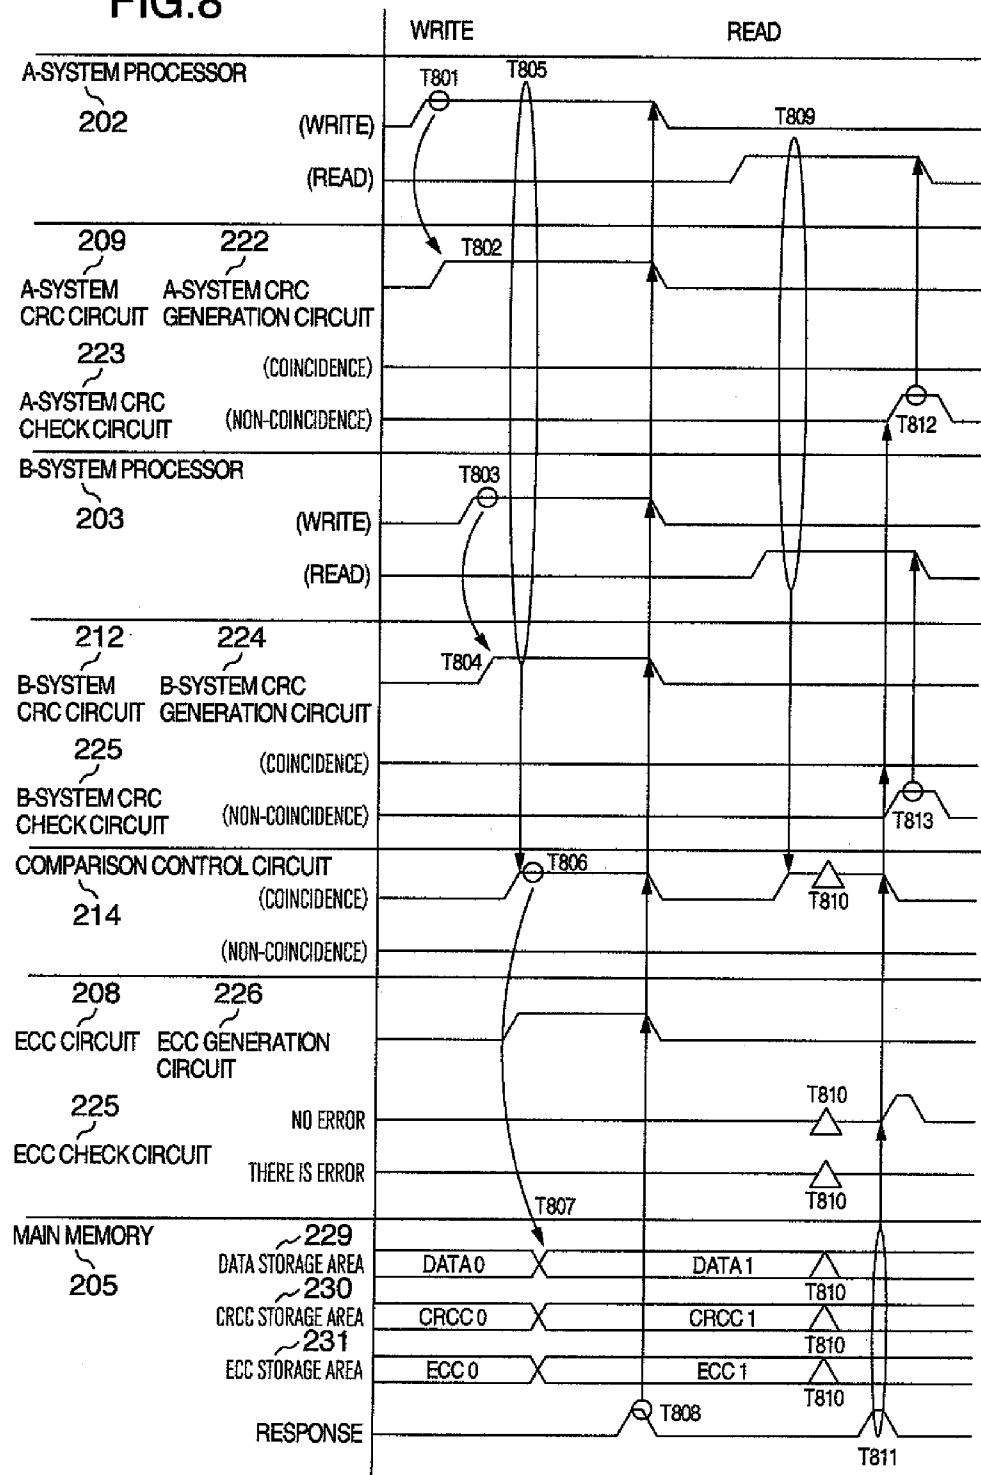 FIG.8
WRITE READ
A-SYSTEM PROCESSOR
202
T801 T805
(WRITE)
T809
(READ)
209 222
T802
A-SYSTEM A-SYSTEM CRC
CRC CIRCUIT GENERATION CIRCUIT
223
(COINCIDENCE)
A-SYSTEM CRC
CHECK CIRCUIT
(NON-COINCIDENCE)
T812
B-SYSTEM PROCESSOR
203
T803
(WRITE)
(READ)
212 224
T804
B-SYSTEM B-SYSTEM CRC
CRC CIRCUIT GENERATION CIRCUIT
225
(COINCIDENCE)
B-SYSTEM CRC
CHECK CIRCUIT
(NON-COINCIDENCE)
T813
COMPARISON CONTROL CIRCUIT
214
T806
(COINCIDENCE)
T810
(NON-COINCIDENCE)
208 226
ECC CIRCUIT ECC GENERATION
CIRCUIT
225
T810
NO ERROR
ECC CHECK CIRCUIT
THERE IS ERROR
T810
T807
MAIN MEMORY
205
229
DATA STORAGE AREA DATA 0 DATA 1
T810
230
CRCC STORAGE AREA CRCC 0 CRCC 1
T810
231
ECC STORAGE AREA ECC 0 ECC 1
T810
RESPONSE
T808
T811